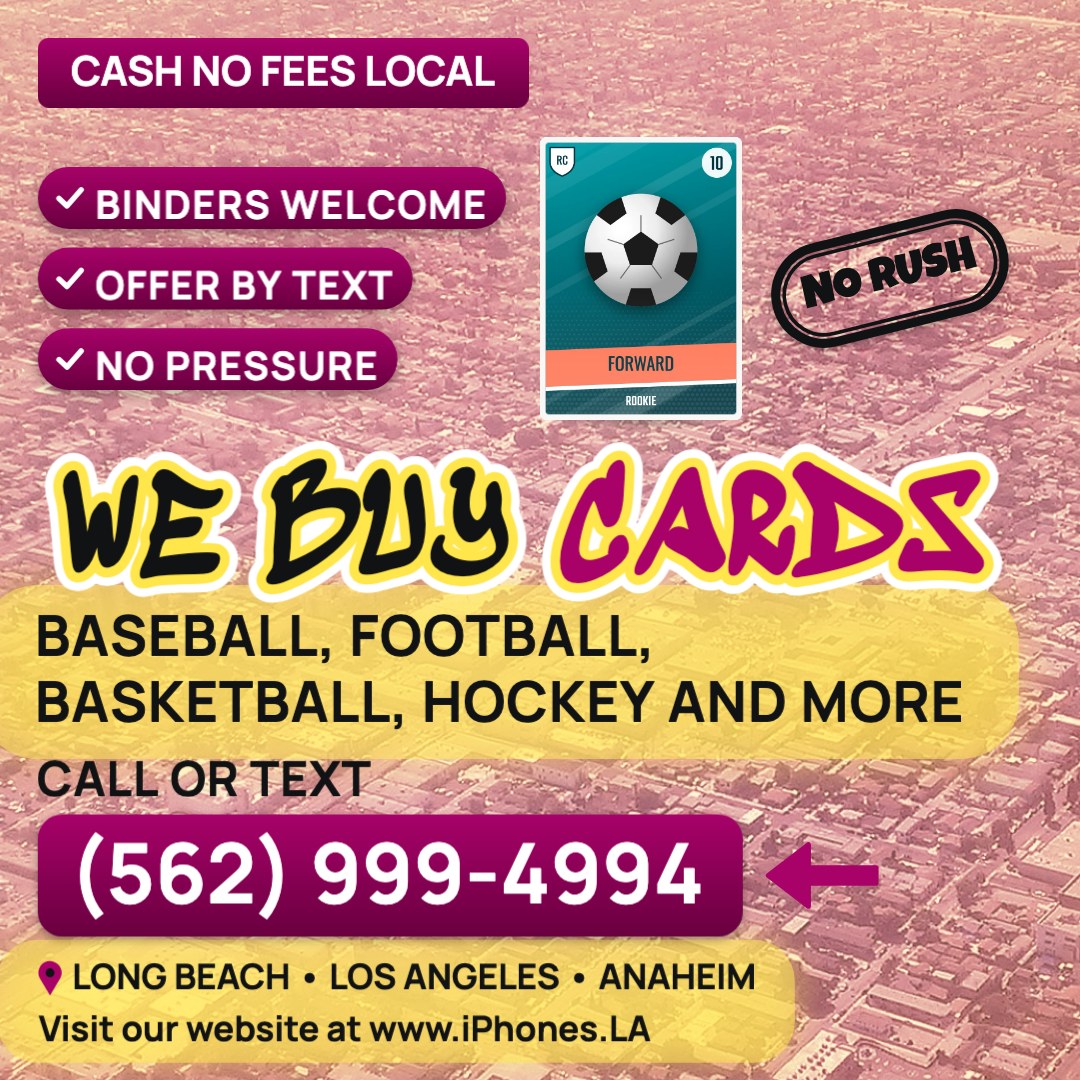 CASH NO FEES LOCAL
BINDERS WELCOME
OFFER BY TEXT
NO PRESSURE
RC
10
FORWARD
ROOKIE
NO RUSH
WE BUY CARDS
BASEBALL, FOOTBALL,
BASKETBALL, HOCKEY AND MORE
CALL OR TEXT
(562) 999-4994
LONG BEACH • LOS ANGELES • ANAHEIM
Visit our website at www.iPhones.LA